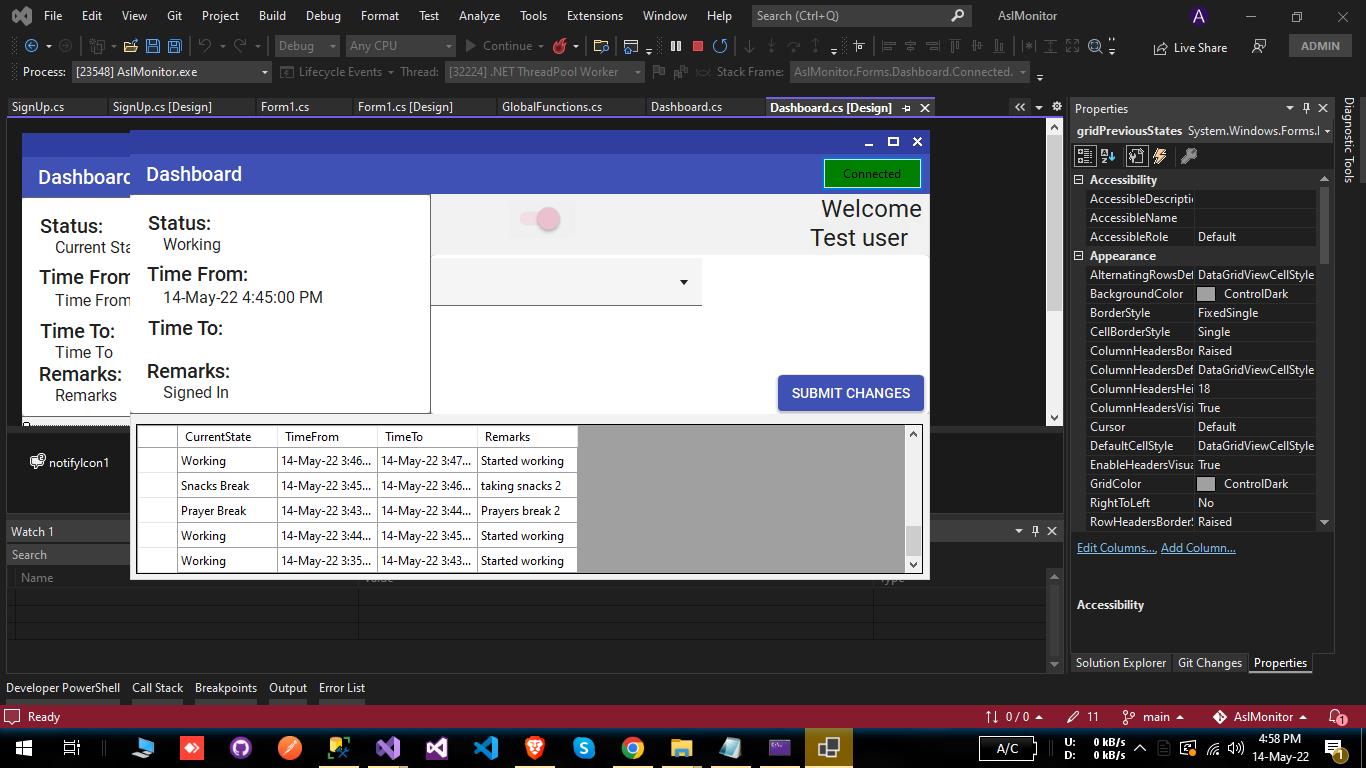 File Edit View Git Project Build Debug Format Test Analyze Tools Extensions Window Help Search (Ctrl+Q) AslMonitor A
Debug Any CPU Continue Live Share ADMIN
Process: [23548] AslMonitor.exe Lifecycle Events Thread: [32224] .NET ThreadPool Worker Stack Frame: AslMonitor.Forms.Dashboard.Connected.
SignUp.cs SignUp.cs [Design] Form1.cs Form1.cs [Design] GlobalFunctions.cs Dashboard.cs Dashboard.cs [Design]
Dashboard
Status:
Current Sta
Time From
Time From
Time To:
Time To
Remarks:
Remarks
Dashboard
Connected
Status:
Working
Time From:
14-May-22 4:45:00 PM
Time To:
Remarks:
Signed In
Welcome
Test user
SUBMIT CHANGES
CurrentState TimeFrom TimeTo Remarks
Working 14-May-22 3:46... 14-May-22 3:47... Started working
Snacks Break 14-May-22 3:45... 14-May-22 3:46... taking snacks 2
Prayer Break 14-May-22 3:43... 14-May-22 3:44... Prayers break 2
Working 14-May-22 3:44... 14-May-22 3:45... Started working
Working 14-May-22 3:35... 14-May-22 3:43... Started working
notifyIcon1
Watch 1
Search
Name Value Type
Properties
gridPreviousStates System.Windows.Forms.
Accessibility
AccessibleDescripti
AccessibleName
AccessibleRole Default
Appearance
AlternatingRowsDef DataGridViewCellStyle
BackgroundColor ControlDark
BorderStyle FixedSingle
CellBorderStyle Single
ColumnHeadersBor Raised
ColumnHeadersDef DataGridViewCellStyle
ColumnHeadersHei 18
ColumnHeadersVisi True
Cursor Default
DefaultCellStyle DataGridViewCellStyle
EnableHeadersVisua True
GridColor ControlDark
RightToLeft No
RowHeadersBorderS Raised
Edit Columns..., Add Column...
Accessibility
Solution Explorer Git Changes Properties
Diagnostic Tools
Developer PowerShell Call Stack Breakpoints Output Error List
Ready 0 / 0 11 main AslMonitor 1
A/C U: 0 kB/s
D: 0 kB/s
4:58 PM
14-May-22
1